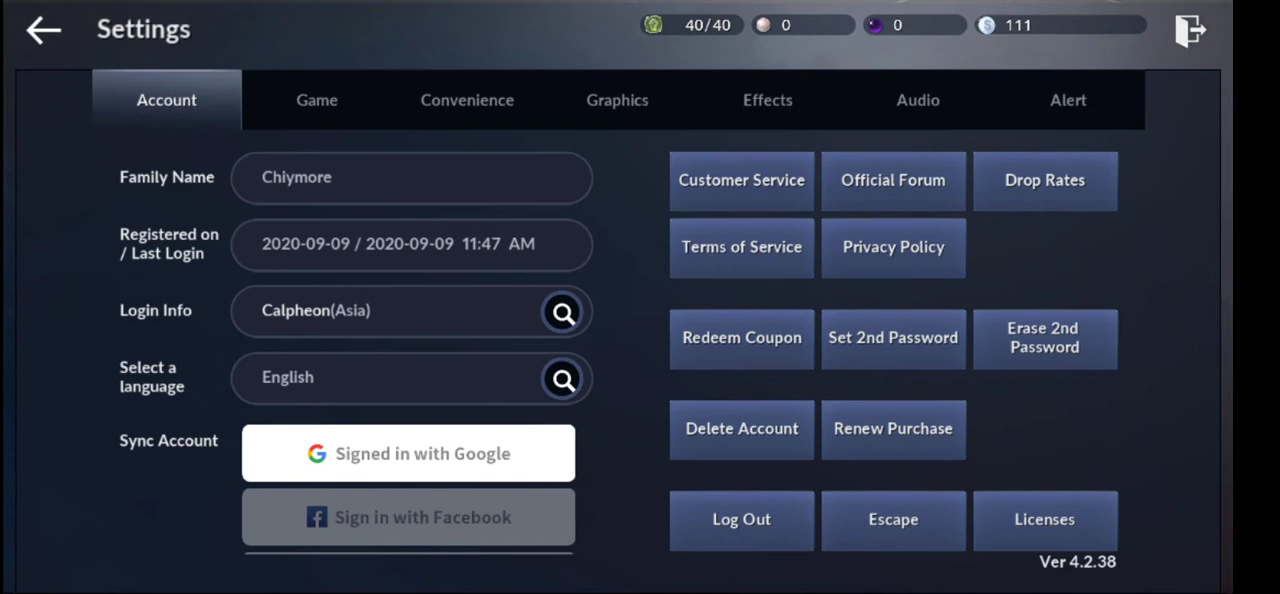 Settings
40/40
0
0
111
Account
Game
Convenience
Graphics
Effects
Audio
Alert
Family Name
Chiymore
Registered on
/ Last Login
2020-09-09 / 2020-09-09 11:47 AM
Login Info
Calpheon(Asia)
Select a
language
English
Sync Account
Signed in with Google
Sign in with Facebook
Customer Service
Official Forum
Drop Rates
Terms of Service
Privacy Policy
Redeem Coupon
Set 2nd Password
Erase 2nd
Password
Delete Account
Renew Purchase
Log Out
Escape
Licenses
Ver 4.2.38